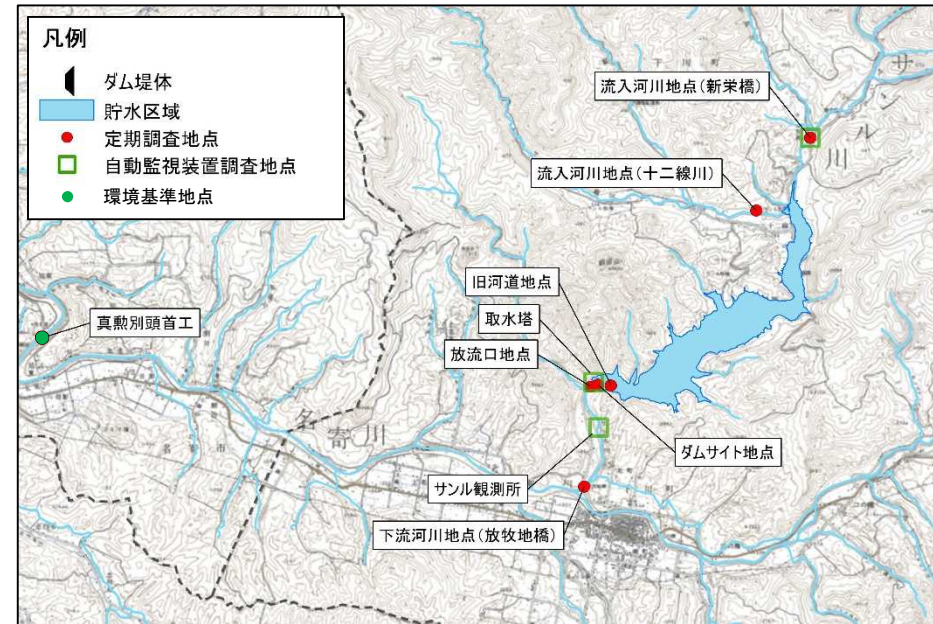 凡例
ダム堤体
貯水区域
定期調査地点
自動監視装置調査地点
環境基準地点
流入河川地点(新栄橋)
流入河川地点(十二線川)
旧河道地点
取水塔
放流口地点
真勲別頭首工
ダムサイト地点
サンル観測所
下流河川地点(放牧地橋)
サ
ン
ル
川
名
寄
川
下川町